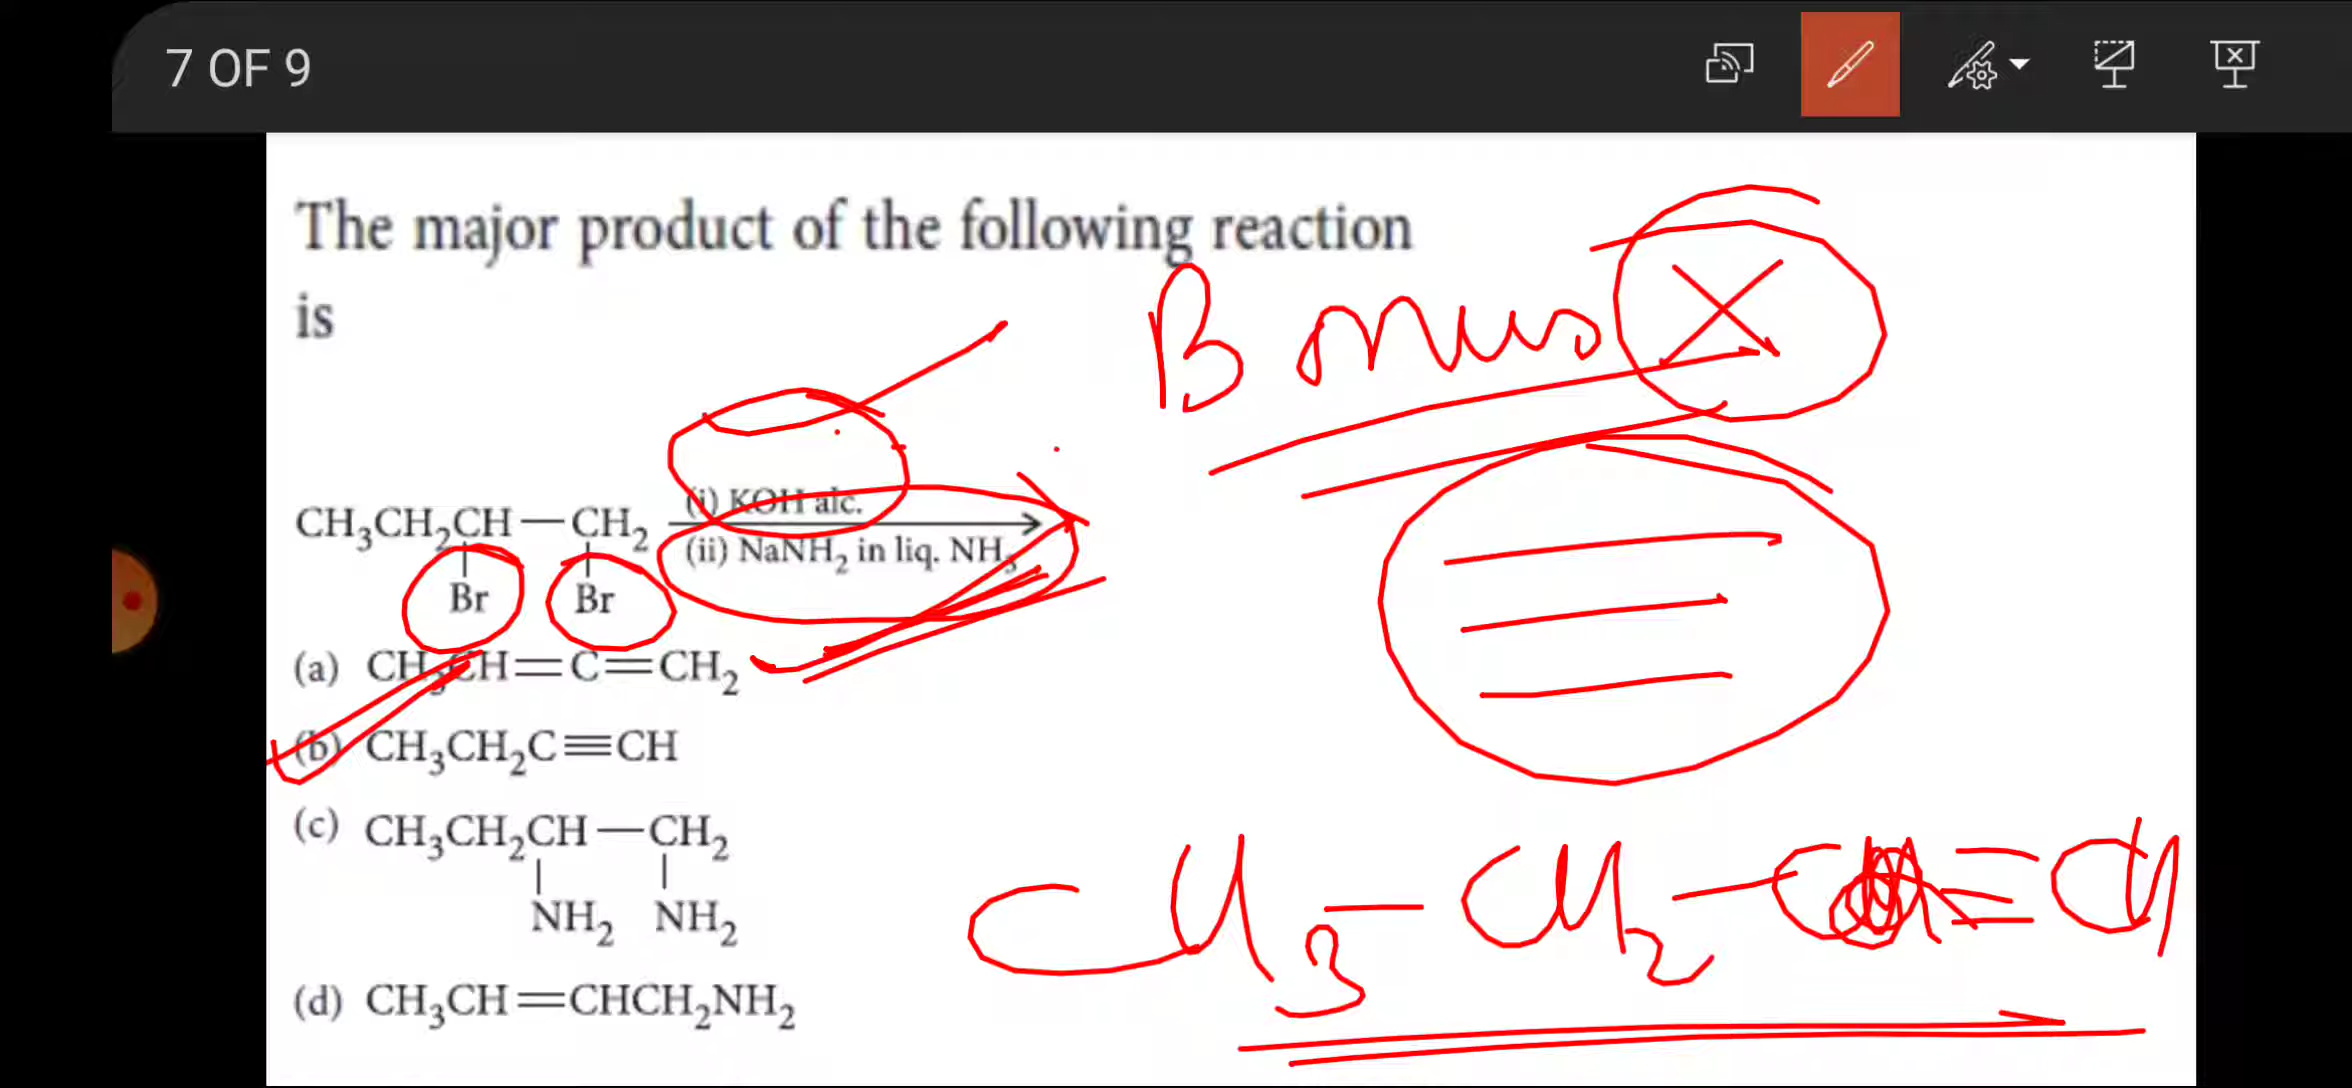 7 OF 9
The major product of the following reaction
is
Bonus
CH₃CH₂CH—CH₂
Br Br
(i) KOH alc.
(ii) NaNH₂ in liq. NH₃
(a) CH₃CH=C=CH₂
(b) CH₃CH₂C≡CH
(c) CH₃CH₂CH—CH₂
NH₂ NH₂
(d) CH₃CH=CHCH₂NH₂
CH₃-CH₂-C≡CH